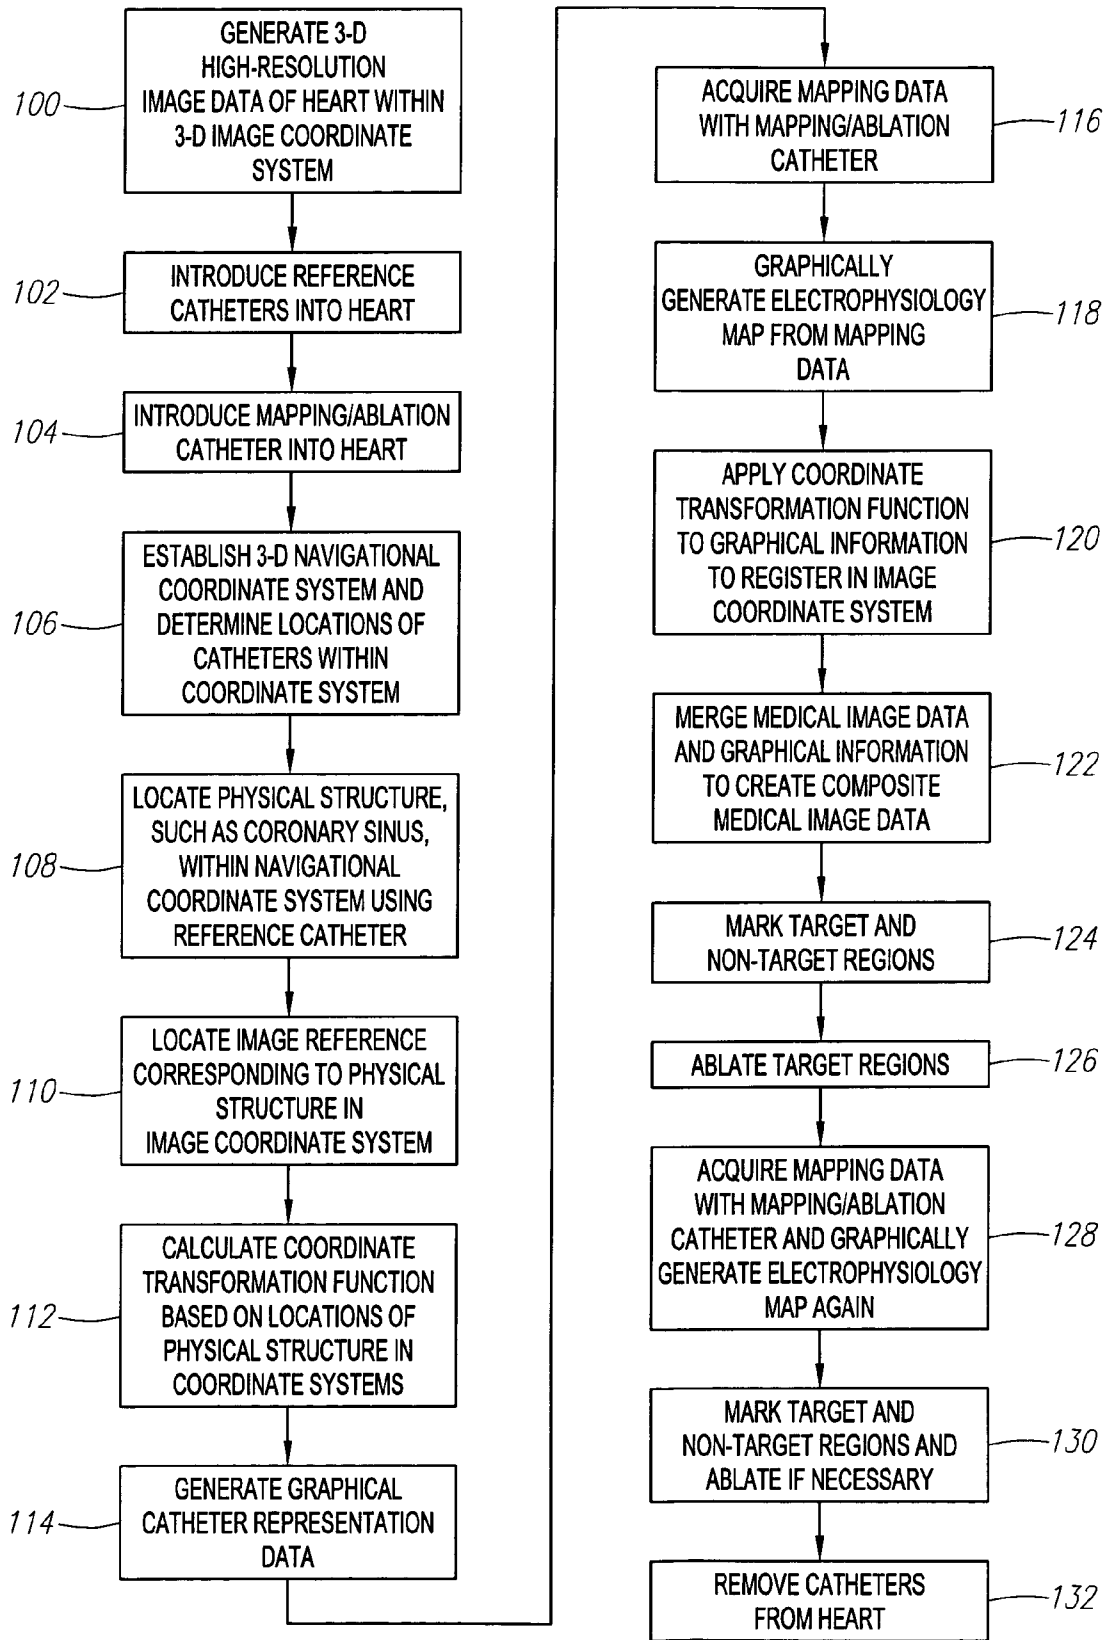 GENERATE 3-D
HIGH-RESOLUTION
IMAGE DATA OF HEART WITHIN
3-D IMAGE COORDINATE
SYSTEM
100
INTRODUCE REFERENCE
CATHETERS INTO HEART
102
INTRODUCE MAPPING/ABLATION
CATHETER INTO HEART
104
ESTABLISH 3-D NAVIGATIONAL
COORDINATE SYSTEM AND
DETERMINE LOCATIONS OF
CATHETERS WITHIN
COORDINATE SYSTEM
106
LOCATE PHYSICAL STRUCTURE,
SUCH AS CORONARY SINUS,
WITHIN NAVIGATIONAL
COORDINATE SYSTEM USING
REFERENCE CATHETER
108
LOCATE IMAGE REFERENCE
CORRESPONDING TO PHYSICAL
STRUCTURE IN
IMAGE COORDINATE SYSTEM
110
CALCULATE COORDINATE
TRANSFORMATION FUNCTION
BASED ON LOCATIONS OF
PHYSICAL STRUCTURE IN
COORDINATE SYSTEMS
112
GENERATE GRAPHICAL
CATHETER REPRESENTATION
DATA
114
ACQUIRE MAPPING DATA
WITH MAPPING/ABLATION
CATHETER
116
GRAPHICALLY
GENERATE ELECTROPHYSIOLOGY
MAP FROM MAPPING
DATA
118
APPLY COORDINATE
TRANSFORMATION FUNCTION
TO GRAPHICAL INFORMATION
TO REGISTER IN IMAGE
COORDINATE SYSTEM
120
MERGE MEDICAL IMAGE DATA
AND GRAPHICAL INFORMATION
TO CREATE COMPOSITE
MEDICAL IMAGE DATA
122
MARK TARGET AND
NON-TARGET REGIONS
124
ABLATE TARGET REGIONS
126
ACQUIRE MAPPING DATA
WITH MAPPING/ABLATION
CATHETER AND GRAPHICALLY
GENERATE ELECTROPHYSIOLOGY
MAP AGAIN
128
MARK TARGET AND
NON-TARGET REGIONS AND
ABLATE IF NECESSARY
130
REMOVE CATHETERS
FROM HEART
132